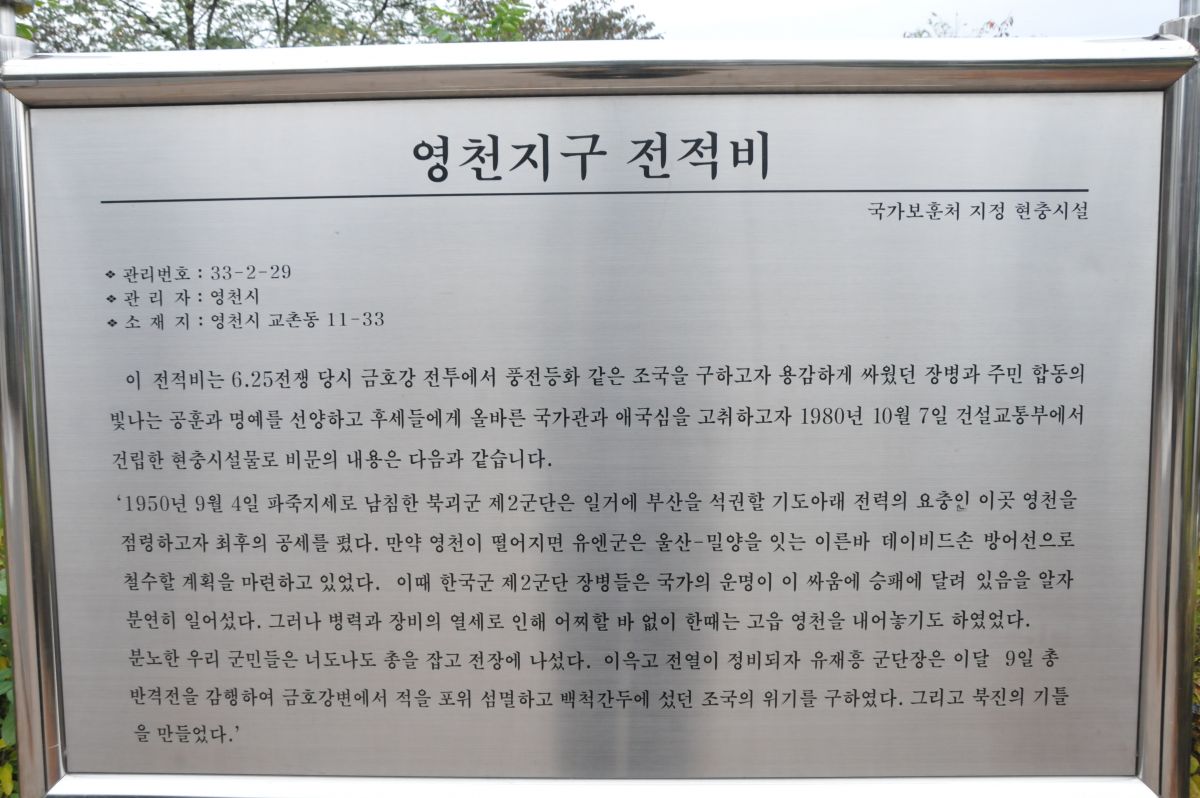 영천지구 전적비
국가보훈처 지정 현충시설
❖ 관리번호 : 33-2-29
❖ 관 리 자 : 영천시
❖ 소 재 지 : 영천시 교촌동 11-33
이 전적비는 6.25전쟁 당시 금호강 전투에서 풍전등화 같은 조국을 구하고자 용감하게 싸웠던 장병과 주민 합동의
빛나는 공훈과 명예를 선양하고 후세들에게 올바른 국가관과 애국심을 고취하고자 1980년 10월 7일 건설교통부에서
건립한 현충시설물로 비문의 내용은 다음과 같습니다.
‘1950년 9월 4일 파죽지세로 남침한 북괴군 제2군단은 일거에 부산을 석권할 기도아래 전력의 요충인 이곳 영천을
점령하고자 최후의 공세를 폈다. 만약 영천이 떨어지면 유엔군은 울산-밀양을 잇는 이른바 데이비드손 방어선으로
철수할 계획을 마련하고 있었다. 이때 한국군 제2군단 장병들은 국가의 운명이 이 싸움에 승패에 달려 있음을 알자
분연히 일어섰다. 그러나 병력과 장비의 열세로 인해 어찌할 바 없이 한때는 고읍 영천을 내어놓기도 하였었다.
분노한 우리 군민들은 너도나도 총을 잡고 전장에 나섰다. 이윽고 전열이 정비되자 유재흥 군단장은 이달 9일 총
반격전을 감행하여 금호강변에서 적을 포위 섬멸하고 백척간두에 섰던 조국의 위기를 구하였다. 그리고 북진의 기틀
을 만들었다.’